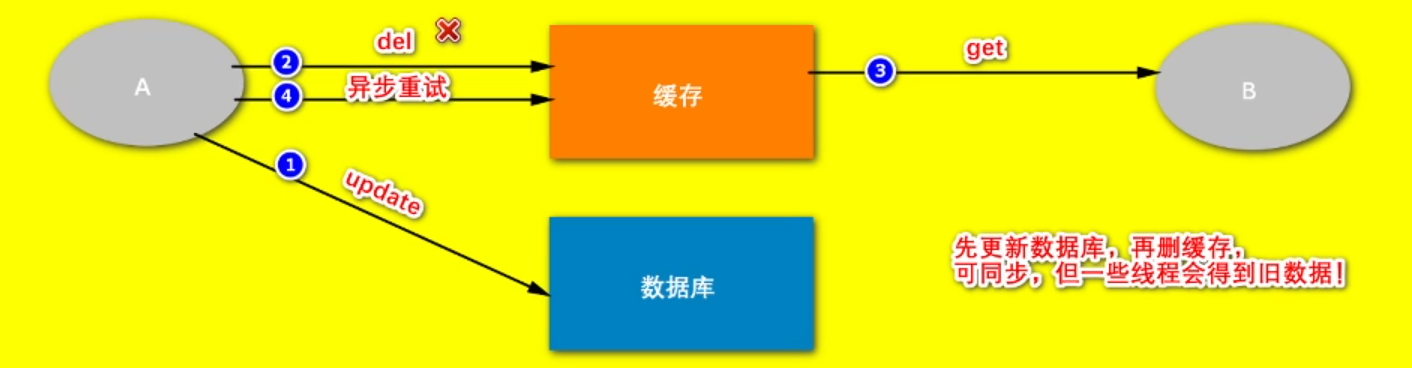 del
get
2
3
A
异步重试
缓存
B
4
1
update
先更新数据库，再删缓存，
可同步，但一些线程会得到旧数据！
数据库